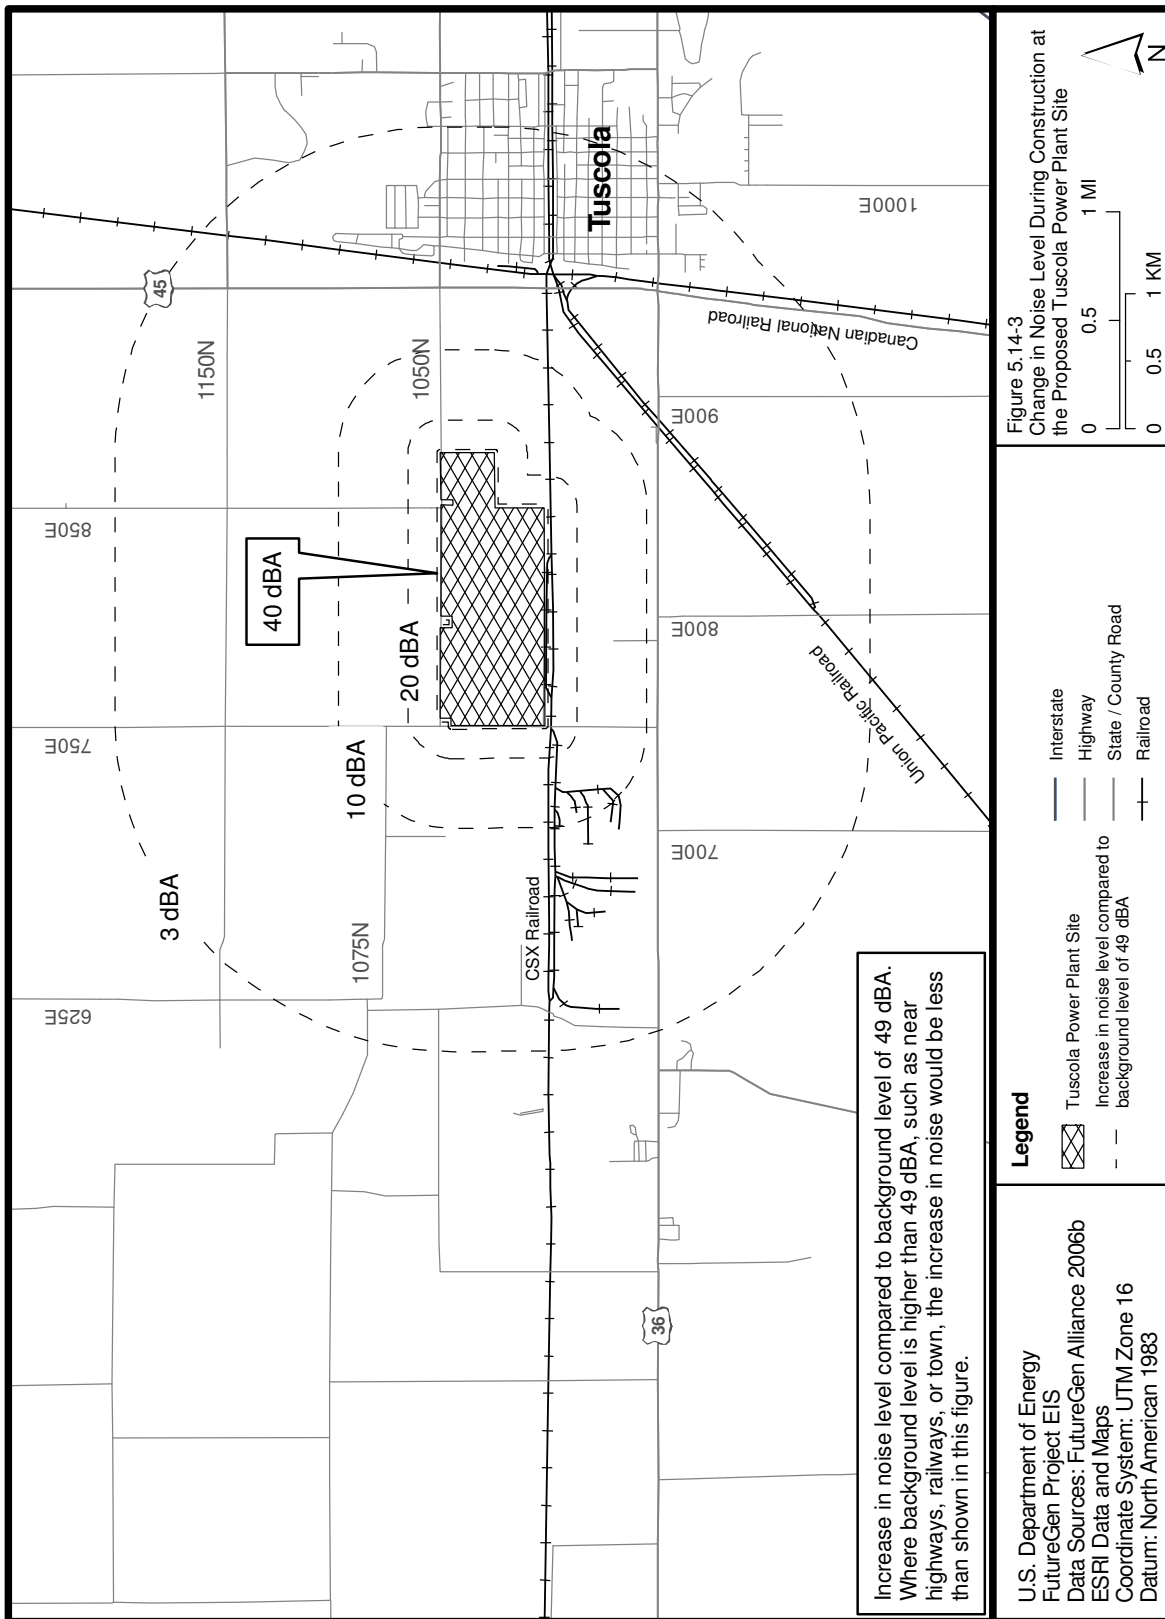 3 dBA
10 dBA
20 dBA
40 dBA
45
36
1150N
1050N
1075N
625E
750E
850E
700E
800E
900E
1000E
Tuscola
CSX Railroad
Union Pacific Railroad
Canadian National Railroad
Increase in noise level compared to background level of 49 dBA.
Where background level is higher than 49 dBA, such as near
highways, railways, or town, the increase in noise would be less
than shown in this figure.
U.S. Department of Energy
FutureGen Project EIS
Data Sources: FutureGen Alliance 2006b
ESRI Data and Maps
Coordinate System: UTM Zone 16
Datum: North American 1983
Legend
Tuscola Power Plant Site
Increase in noise level compared to
background level of 49 dBA
Interstate
Highway
State / County Road
Railroad
Figure 5.14-3
Change in Noise Level During Construction at
the Proposed Tuscola Power Plant Site
0 0.5 1 MI
0 0.5 1 KM
N